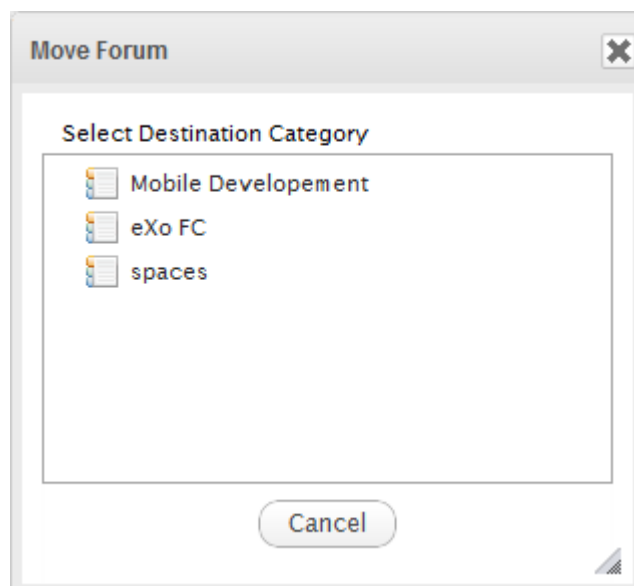 Move Forum
Select Destination Category
Mobile Developement
eXo FC
spaces
Cancel